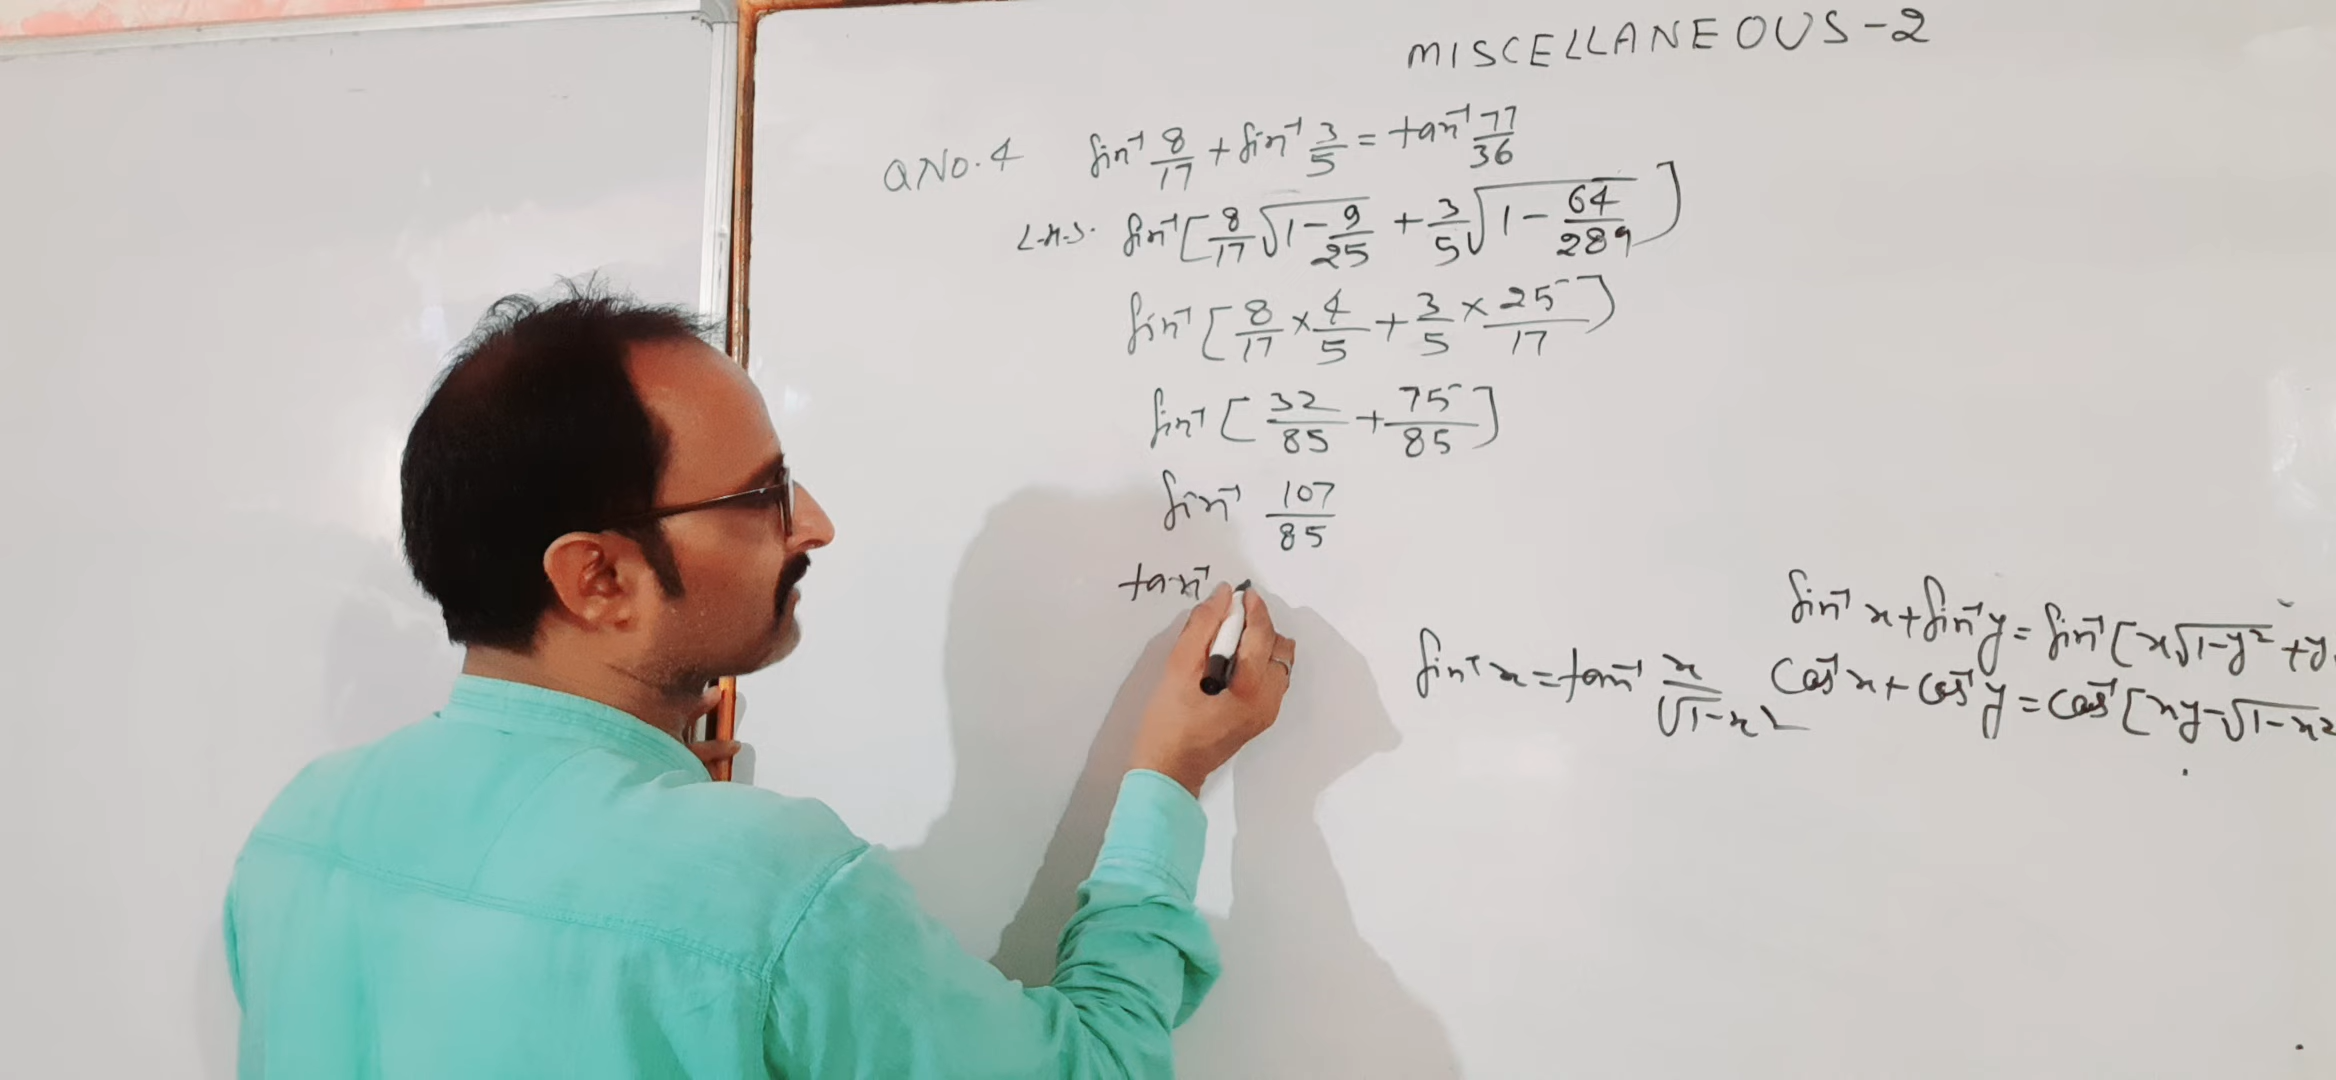 MISCELLANEOUS-2
QNO.4 sin⁻¹ 8/17 + sin⁻¹ 3/5 = tan⁻¹ 77/36
L.H.S. sin⁻¹[8/17 √1-9/25 + 3/5 √1-64/289]
sin⁻¹[8/17 × 4/5 + 3/5 × 25/17]
sin⁻¹[32/85 + 75/85]
sin⁻¹ 107/85
tan⁻¹
sin⁻¹x = tan⁻¹ x/√1-x²
sin⁻¹x + sin⁻¹y = sin⁻¹[x√1-y² + y
cos⁻¹x + cos⁻¹y = cos⁻¹[xy-√1-x²